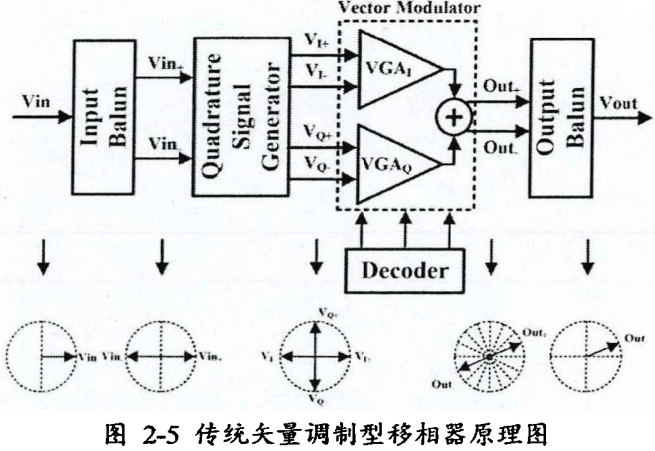 Vector Modulator
Vin
Input Balun
Vin+
Vin-
Quadrature Signal Generator
VI+
VI-
VQ+
VQ-
VGAI
VGAQ
+
Out+
Out-
Output Balun
Vout
Decoder
Vin
Vin-
Vin+
VQ+
VI-
VQ-
Out+
Out-
Out
图 2-5 传统矢量调制型移相器原理图